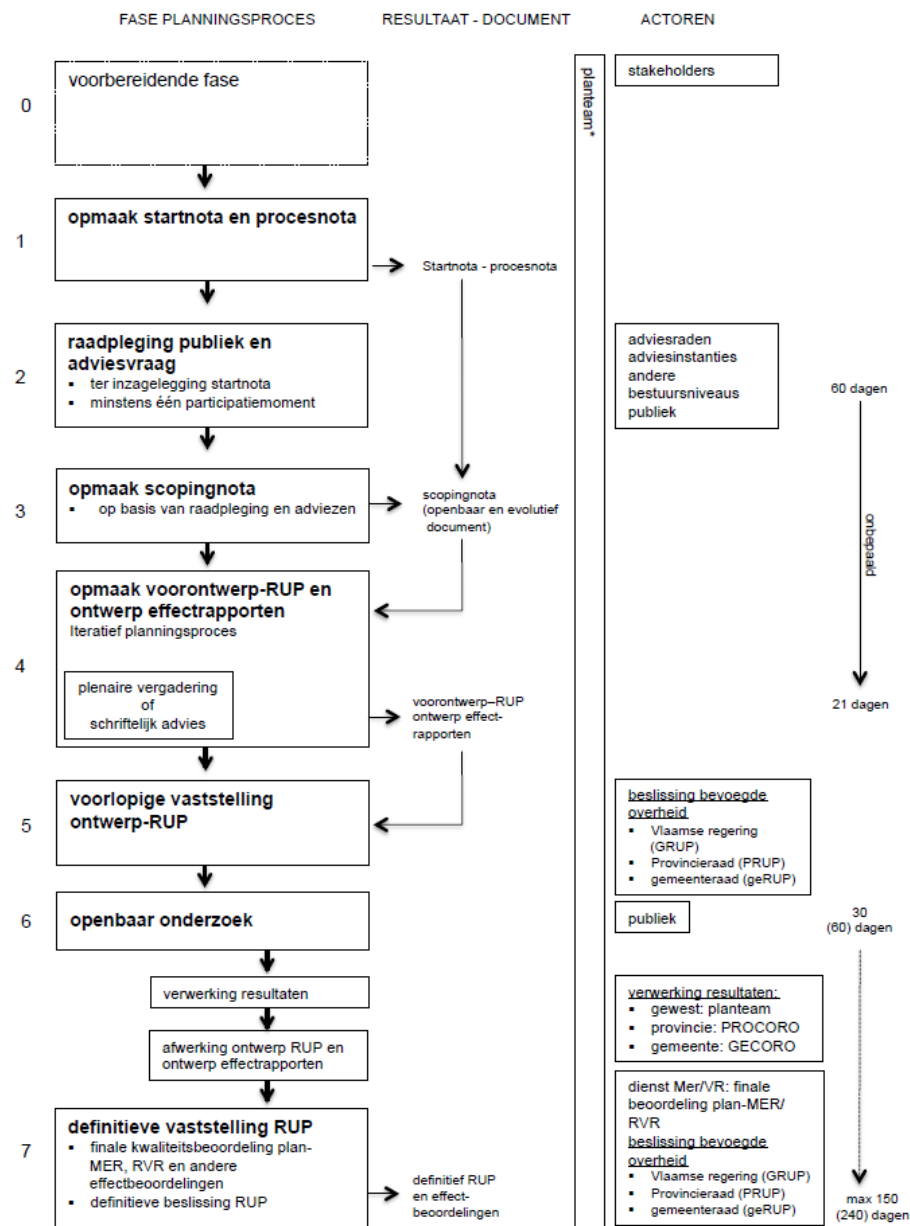 FASE PLANNINGSPROCES
RESULTAAT - DOCUMENT
ACTOREN
0
voorbereidende fase
planteam*
stakeholders
1
opmaak startnota en procesnota
Startnota - procesnota
2
raadpleging publiek en
adviesvraag
▪ ter inzagelegging startnota
▪ minstens één participatiemoment
adviesraden
adviesinstanties
andere
bestuursniveaus
publiek
60 dagen
3
opmaak scopingnota
▪ op basis van raadpleging en adviezen
scopingnota
(openbaar en evolutief
document)
onbepaald
4
opmaak voorontwerp-RUP en
ontwerp effectrapporten
Iteratief planningsproces
plenaire vergadering
of
schriftelijk advies
voorontwerp–RUP
ontwerp effect-
rapporten
21 dagen
5
voorlopige vaststelling
ontwerp-RUP
beslissing bevoegde
overheid
▪ Vlaamse regering
(GRUP)
▪ Provincieraad (PRUP)
▪ gemeenteraad (geRUP)
6
openbaar onderzoek
publiek
30
(60) dagen
verwerking resultaten
verwerking resultaten:
▪ gewest: planteam
▪ provincie: PROCORO
▪ gemeente: GECORO
afwerking ontwerp RUP en
ontwerp effectrapporten
7
definitieve vaststelling RUP
▪ finale kwaliteitsbeoordeling plan-
MER, RVR en andere
effectbeoordelingen
▪ definitieve beslissing RUP
definitief RUP
en effect-
beoordelingen
dienst Mer/VR: finale
beoordeling plan-MER/
RVR
beslissing bevoegde
overheid
▪ Vlaamse regering (GRUP)
▪ Provincieraad (PRUP)
▪ gemeenteraad (geRUP)
max 150
(240) dagen